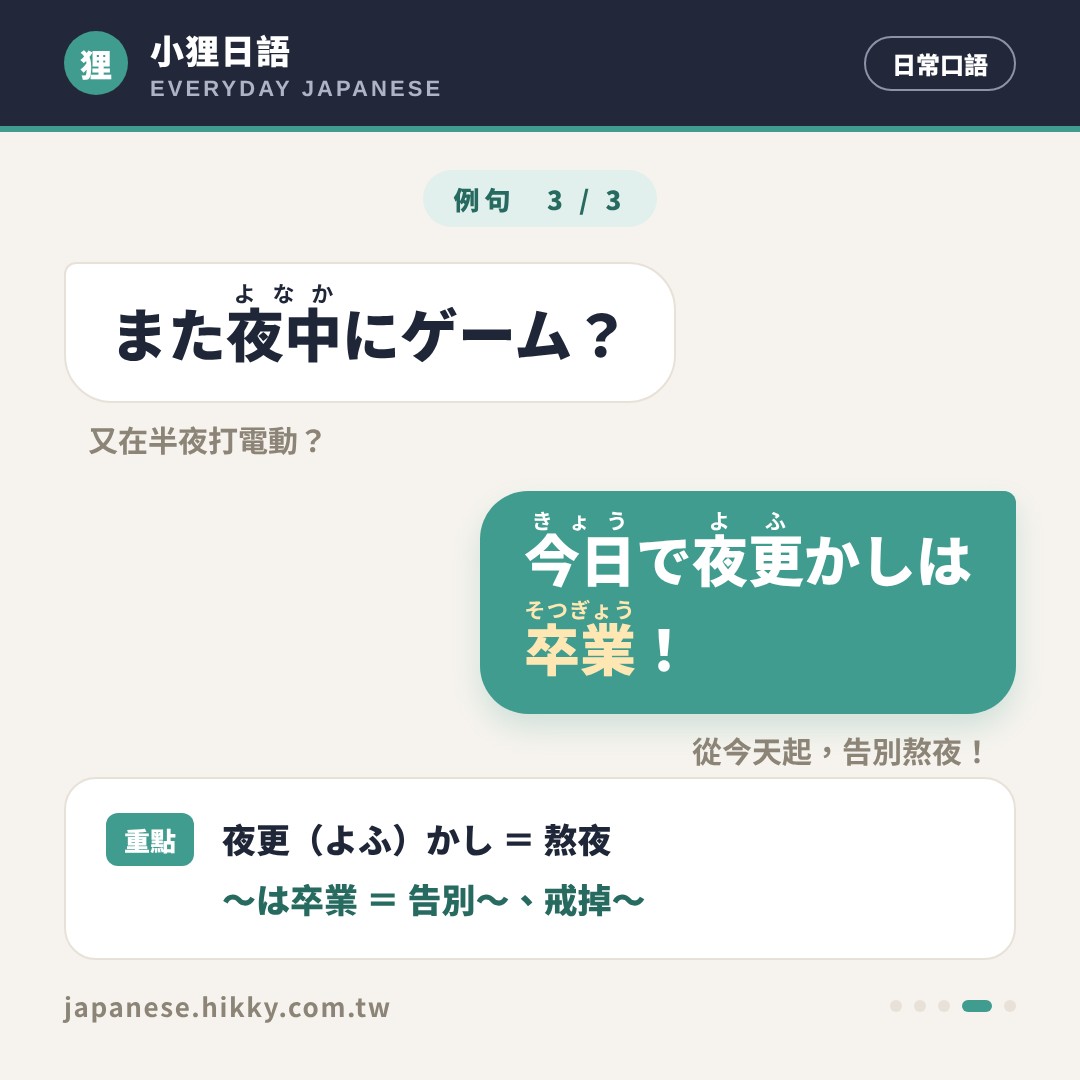 狸
小狸日語
EVERYDAY JAPANESE
日常口語
例句 3 / 3
よなか
また夜中にゲーム？
又在半夜打電動？
きょう よふ
今日で夜更かしは
そつぎょう
卒業！
從今天起，告別熬夜！
重點
夜更（よふ）かし ＝ 熬夜
～は卒業 ＝ 告別～、戒掉～
japanese.hikky.com.tw